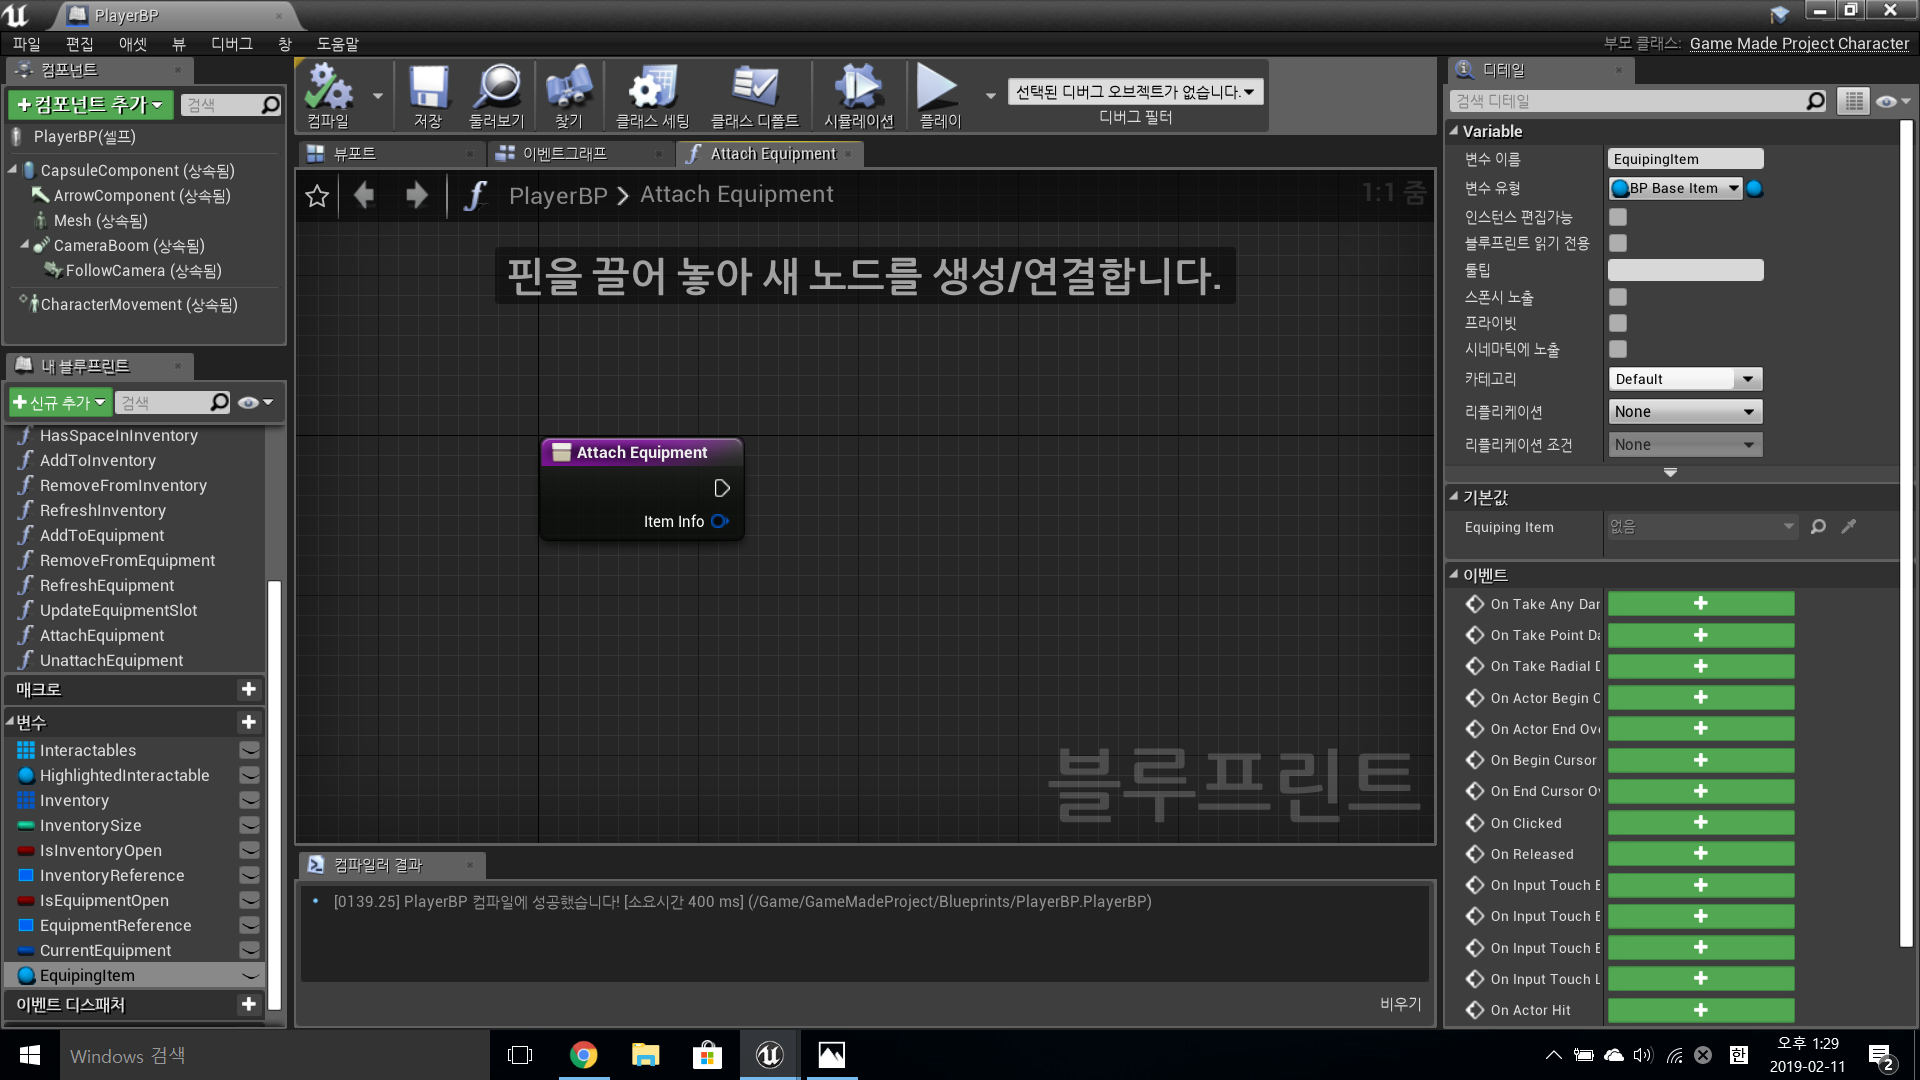 PlayerBP
파일 편집 애셋 뷰 디버그 창 도움말
부모 클래스: Game Made Project Character
컴포넌트
컴포넌트 추가
검색
PlayerBP(셀프)
CapsuleComponent (상속됨)
ArrowComponent (상속됨)
Mesh (상속됨)
CameraBoom (상속됨)
FollowCamera (상속됨)
CharacterMovement (상속됨)
내 블루프린트
신규 추가
검색
HasSpaceInInventory
AddToInventory
RemoveFromInventory
RefreshInventory
AddToEquipment
RemoveFromEquipment
RefreshEquipment
UpdateEquipmentSlot
AttachEquipment
UnattachEquipment
매크로
변수
Interactables
HighlightedInteractable
Inventory
InventorySize
IsInventoryOpen
InventoryReference
IsEquipmentOpen
EquipmentReference
CurrentEquipment
EquipingItem
이벤트 디스패처
컴파일 저장 둘러보기 찾기 클래스 세팅 클래스 디폴트 시뮬레이션 플레이
선택된 디버그 오브젝트가 없습니다.
디버그 필터
뷰포트 이벤트그래프 Attach Equipment
PlayerBP > Attach Equipment
1:1 줌
핀을 끌어 놓아 새 노드를 생성/연결합니다.
Attach Equipment
Item Info
블루프린트
컴파일러 결과
[0139.25] PlayerBP 컴파일에 성공했습니다! [소요시간 400 ms] (/Game/GameMadeProject/Blueprints/PlayerBP.PlayerBP)
비우기
디테일
검색 디테일
Variable
변수 이름 EquipingItem
변수 유형 BP Base Item
인스턴스 편집가능
블루프린트 읽기 전용
툴팁
스폰시 노출
프라이빗
시네마틱에 노출
카테고리 Default
리플리케이션 None
리플리케이션 조건 None
기본값
Equiping Item 없음
이벤트
On Take Any Dar
On Take Point Da
On Take Radial D
On Actor Begin O
On Actor End Ove
On Begin Cursor
On End Cursor Ov
On Clicked
On Released
On Input Touch E
On Input Touch E
On Input Touch E
On Input Touch L
On Actor Hit
Windows 검색
한
오후 1:29
2019-02-11
2